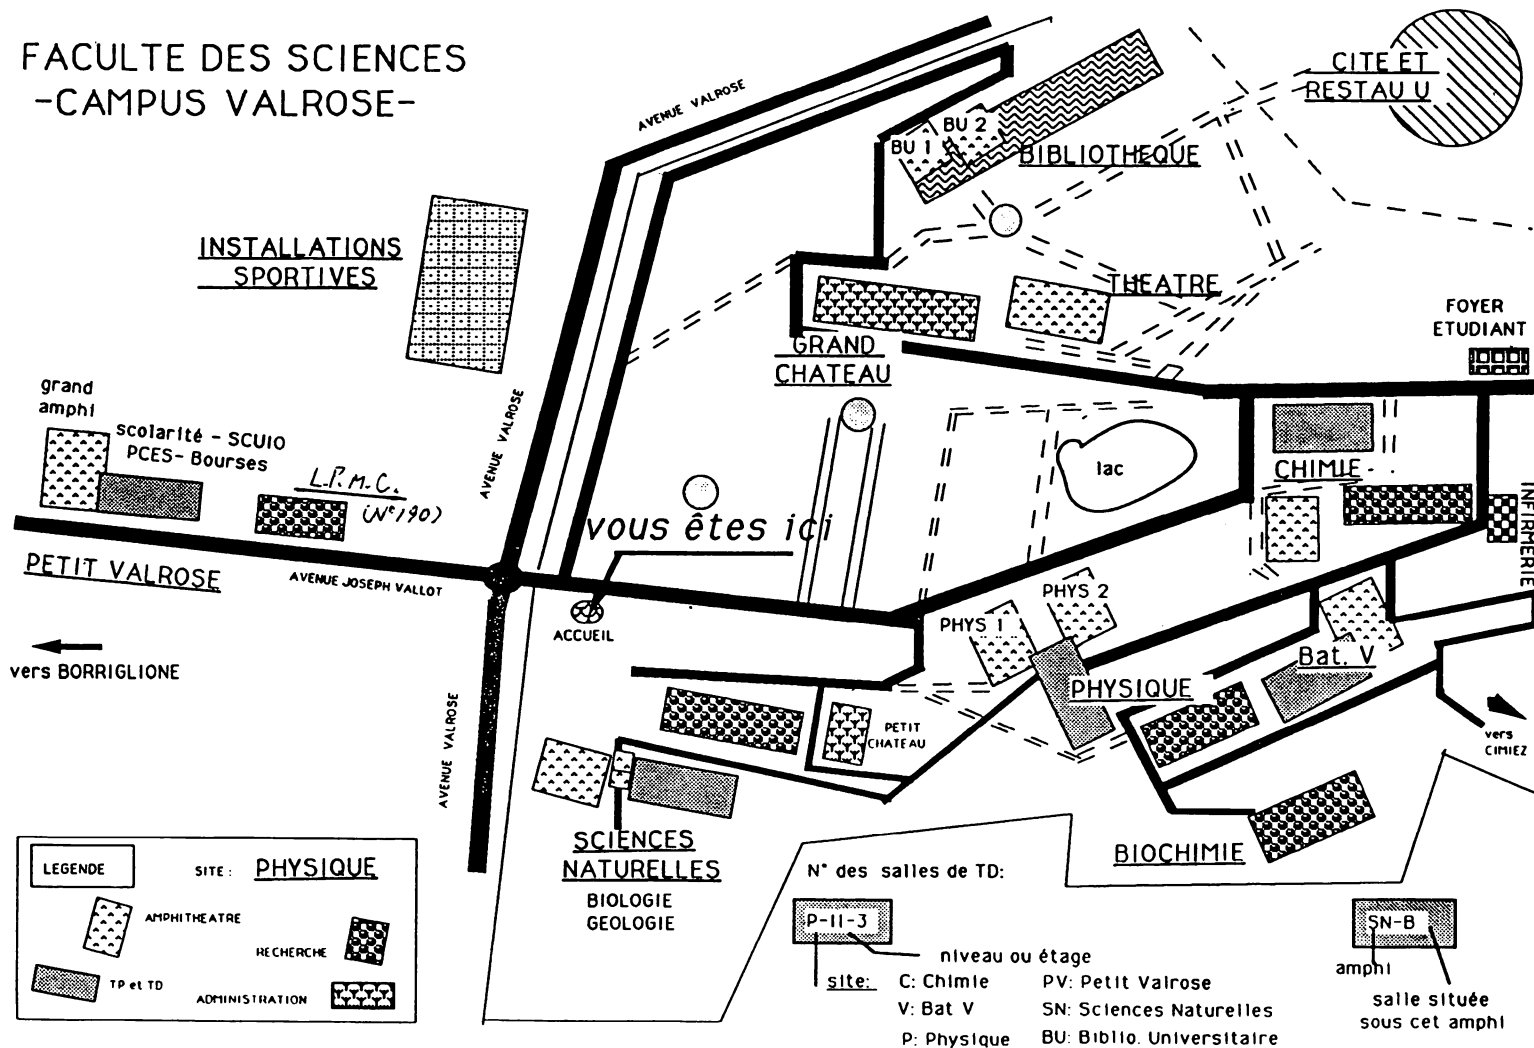 FACULTE DES SCIENCES
-CAMPUS VALROSE-
AVENUE VALROSE
CITE ET
RESTAU U
BU 2
BU 1
BIBLIOTHEQUE
INSTALLATIONS
SPORTIVES
THEATRE
FOYER
ETUDIANT
GRAND
CHATEAU
grand
amphi
scolarité - SCUIO
PCES- Bourses
AVENUE VALROSE
L.P.M.C.
(N°190)
lac
CHIMIE
INFIRMERIE
vous êtes ici
PETIT VALROSE
AVENUE JOSEPH VALLOT
ACCUEIL
PHYS 2
PHYS 1
vers BORRIGLIONE
Bat. V
PHYSIQUE
AVENUE VALROSE
PETIT
CHATEAU
vers
CIMIEZ
SCIENCES
NATURELLES
BIOLOGIE
GEOLOGIE
BIOCHIMIE
LEGENDE
SITE : PHYSIQUE
AMPHITHEATRE
RECHERCHE
TP et TD
ADMINISTRATION
N° des salles de TD:
P-II-3
niveau ou étage
site:
C: Chimie
PV: Petit Valrose
V: Bat V
SN: Sciences Naturelles
P: Physique
BU: Biblio. Universitaire
SN-B
amphi
salle située
sous cet amphi